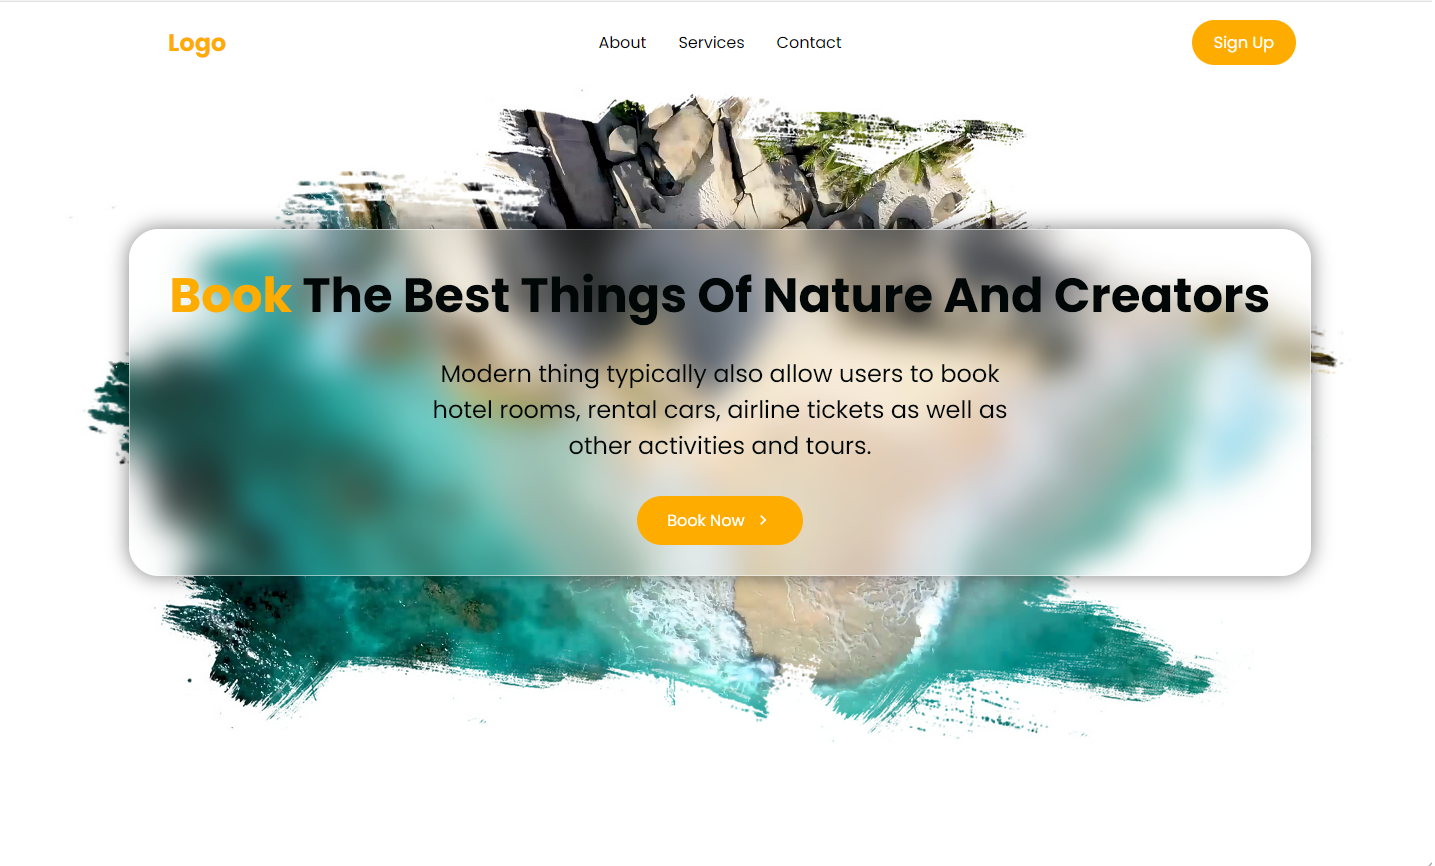 Logo
About Services Contact
Sign Up
Book The Best Things Of Nature And Creators
Modern thing typically also allow users to book
hotel rooms, rental cars, airline tickets as well as
other activities and tours.
Book Now